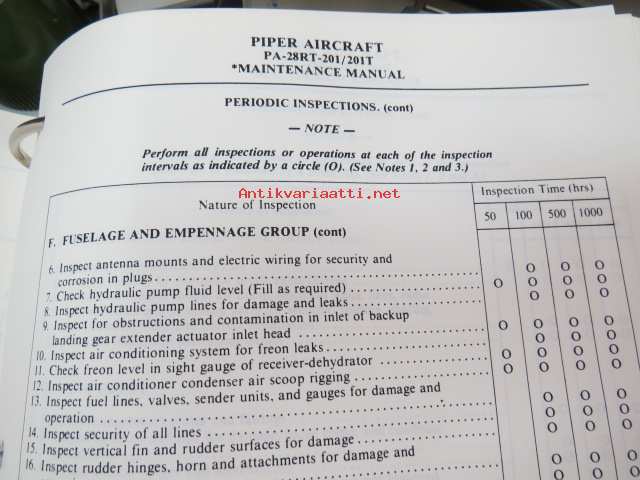 PIPER AIRCRAFT
PA-28RT-201/201T
*MAINTENANCE MANUAL
PERIODIC INSPECTIONS. (cont)
— NOTE —
Perform all inspections or operations at each of the inspection
intervals as indicated by a circle (O). (See Notes 1, 2 and 3.)
Antikvariaatti.net
Nature of Inspection
Inspection Time (hrs)
50 100 500 1000
F. FUSELAGE AND EMPENNAGE GROUP (cont)
6. Inspect antenna mounts and electric wiring for security and
corrosion in plugs O O O
7. Check hydraulic pump fluid level (Fill as required) O O O O
8. Inspect hydraulic pump lines for damage and leaks O O O
9. Inspect for obstructions and contamination in inlet of backup
landing gear extender actuator inlet head O O O O
10. Inspect air conditioning system for freon leaks O O O
11. Check freon level in sight gauge of receiver-dehydrator O O O O
12. Inspect air conditioner condenser air scoop rigging O O O O
13. Inspect fuel lines, valves, sender units, and gauges for damage and
operation O O O
14. Inspect security of all lines O O O
15. Inspect vertical fin and rudder surfaces for damage O O O
16. Inspect rudder hinges, horn and attachments for damage and
O O O
O O O